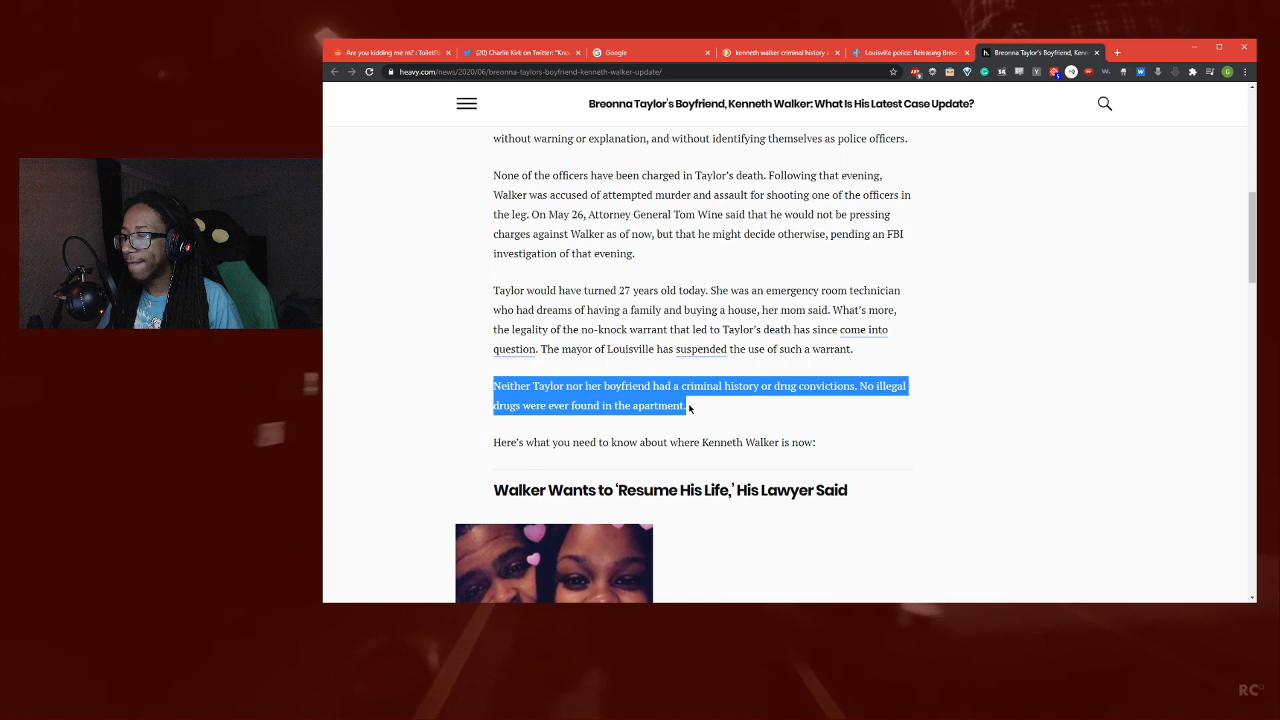 Are you kidding me rn? : ToiletP
(20) Charlie Kirk on Twitter: "Kno
Google
kenneth walker criminal history
Louisville police: Releasing Breon
Breonna Taylor's Boyfriend, Kenn
heavy.com/news/2020/06/breonna-taylors-boyfriend-kenneth-walker-update/
Breonna Taylor's Boyfriend, Kenneth Walker: What Is His Latest Case Update?
without warning or explanation, and without identifying themselves as police officers.
None of the officers have been charged in Taylor's death. Following that evening,
Walker was accused of attempted murder and assault for shooting one of the officers in
the leg. On May 26, Attorney General Tom Wine said that he would not be pressing
charges against Walker as of now, but that he might decide otherwise, pending an FBI
investigation of that evening.
Taylor would have turned 27 years old today. She was an emergency room technician
who had dreams of having a family and buying a house, her mom said. What's more,
the legality of the no-knock warrant that led to Taylor's death has since come into
question. The mayor of Louisville has suspended the use of such a warrant.
Neither Taylor nor her boyfriend had a criminal history or drug convictions. No illegal
drugs were ever found in the apartment.
Here's what you need to know about where Kenneth Walker is now:
Walker Wants to 'Resume His Life,' His Lawyer Said
RC